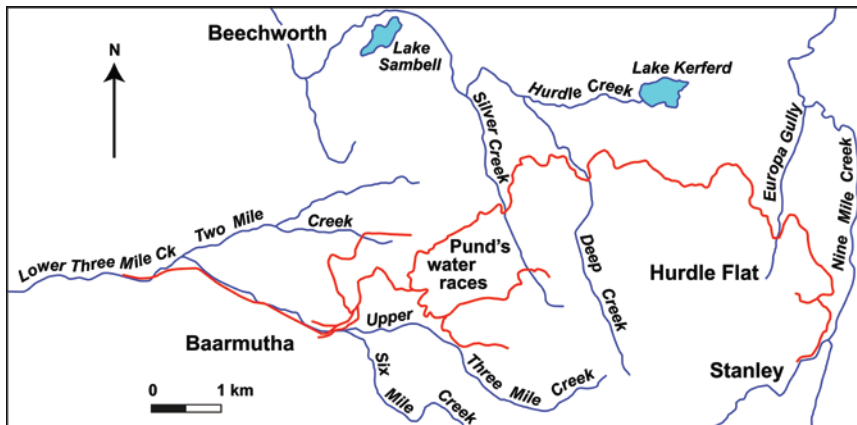 Beechworth
N
Lake
Sambell
Lake Kerferd
Hurdle Creek
Silver Creek
Europa Gully
Nine Mile Creek
Two Mile
Creek
Lower Three Mile Ck
Pund's
water
races
Deep Creek
Hurdle Flat
Baarmutha
Upper
Three Mile Creek
Six
Mile
Creek
Stanley
0 1 km